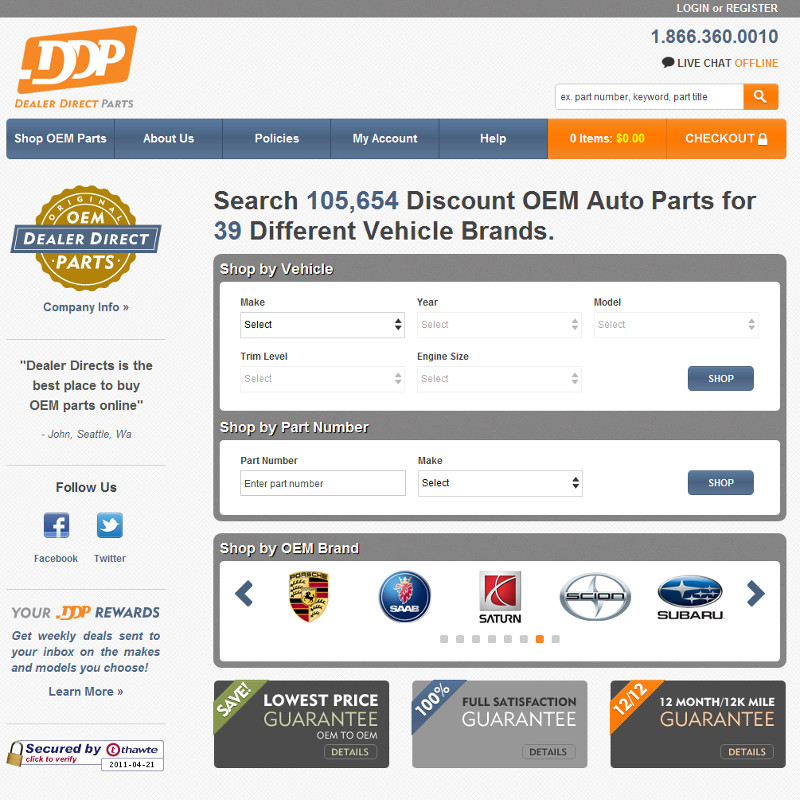 LOGIN or REGISTER
DDP
DEALER DIRECT PARTS
1.866.360.0010
LIVE CHAT OFFLINE
ex. part number, keyword, part title
Shop OEM Parts
About Us
Policies
My Account
Help
0 Items: $0.00
CHECKOUT
ORIGINAL
OEM
DEALER DIRECT
PARTS
Company Info »
"Dealer Directs is the
best place to buy
OEM parts online"
- John, Seattle, Wa
Follow Us
Facebook
Twitter
YOUR DDP REWARDS
Get weekly deals sent to
your inbox on the makes
and models you choose!
Learn More »
Secured by thawte
click to verify
2011-04-21
Search 105,654 Discount OEM Auto Parts for
39 Different Vehicle Brands.
Shop by Vehicle
Make
Year
Model
Select
Select
Select
Trim Level
Engine Size
Select
Select
SHOP
Shop by Part Number
Part Number
Make
Enter part number
Select
SHOP
Shop by OEM Brand
PORSCHE
SAAB
SATURN
SCION
SUBARU
SAVE!
LOWEST PRICE
GUARANTEE
OEM TO OEM
DETAILS
100%
FULL SATISFACTION
GUARANTEE
DETAILS
12/12
12 MONTH/12K MILE
GUARANTEE
DETAILS